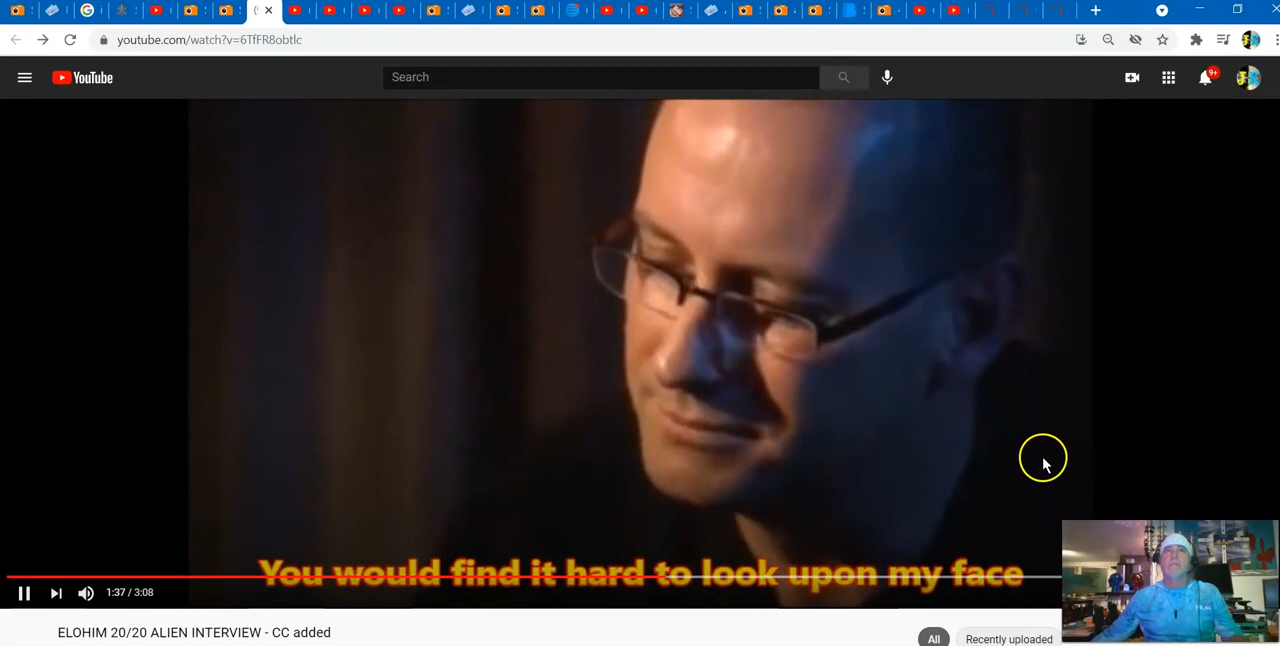 youtube.com/watch?v=6TfFR8obtlc
YouTube
Search
9+
You would find it hard to look upon my face
1:37 / 3:08
ELOHIM 20/20 ALIEN INTERVIEW - CC added
All
Recently uploaded